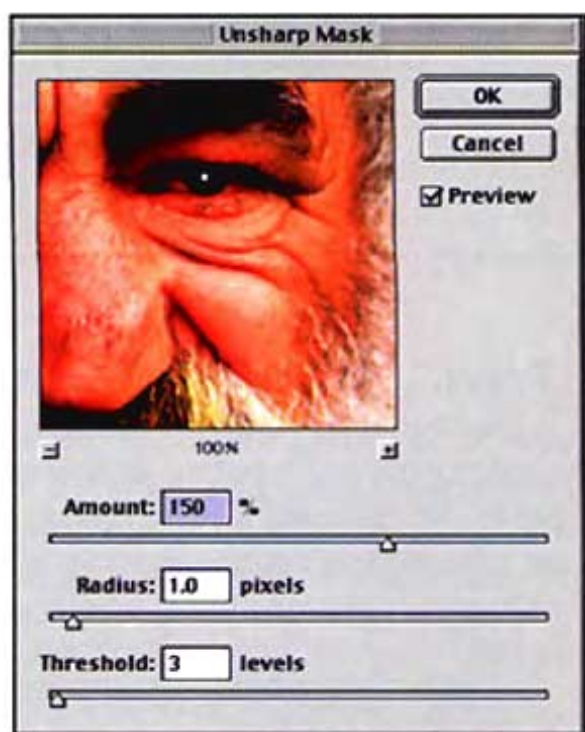 Unsharp Mask
OK
Cancel
Preview
100%
Amount: 150 %
Radius: 1.0 pixels
Threshold: 3 levels